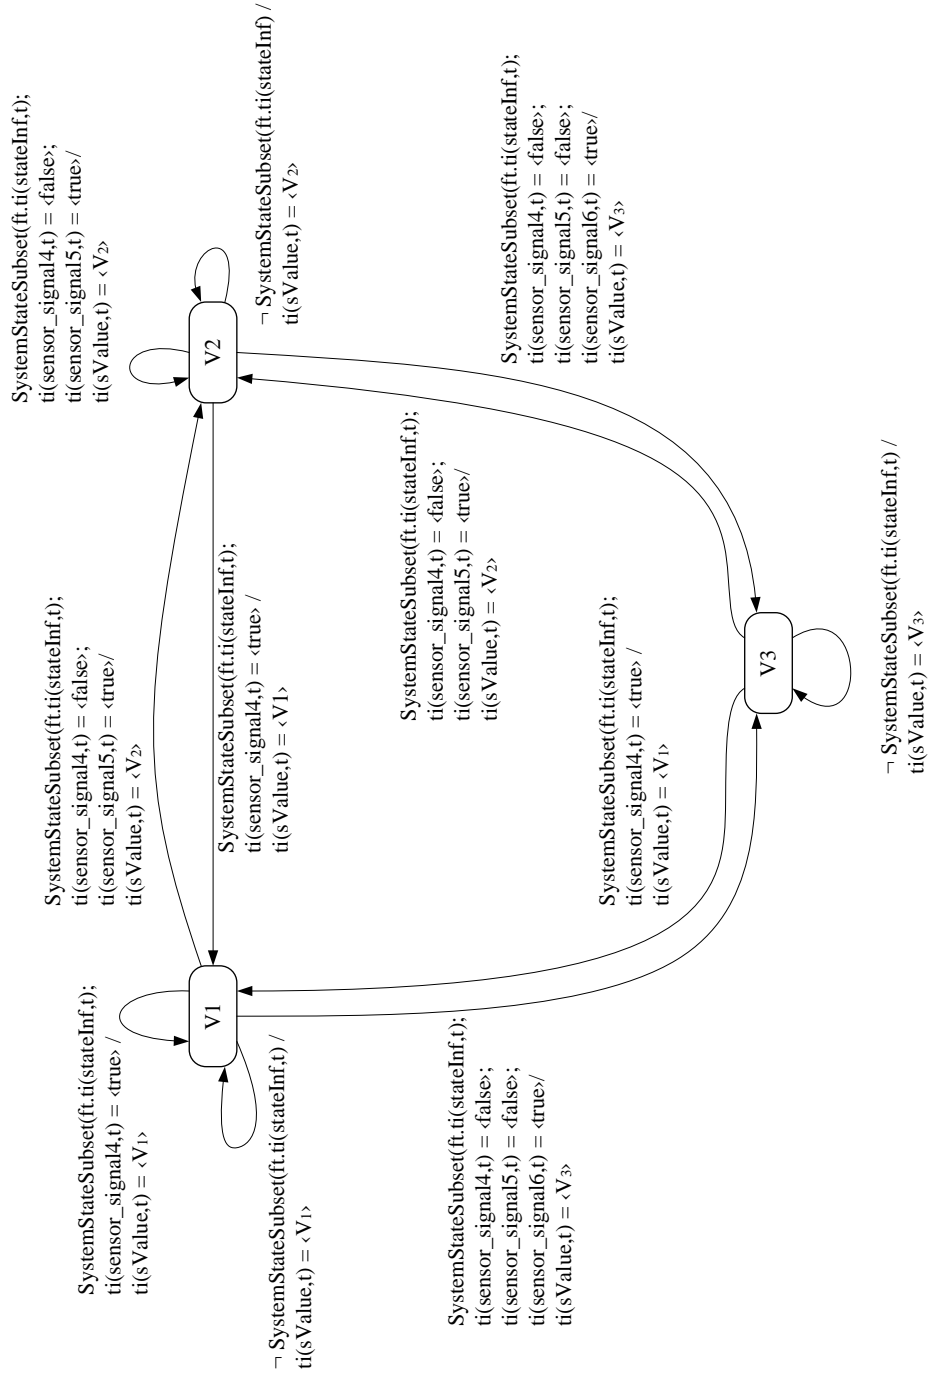 SystemStateSubset(ft.ti(stateInf,t);
ti(sensor_signal4,t) = ‹false›;
ti(sensor_signal5,t) = ‹true›/
ti(sValue,t) = ‹V₂›
SystemStateSubset(ft.ti(stateInf,t);
ti(sensor_signal4,t) = ‹false›;
ti(sensor_signal5,t) = ‹true›/
ti(sValue,t) = ‹V₂›
SystemStateSubset(ft.ti(stateInf,t);
ti(sensor_signal4,t) = ‹true› /
ti(sValue,t) = ‹V₁›
V1
V2
SystemStateSubset(ft.ti(stateInf,t);
ti(sensor_signal4,t) = ‹true› /
ti(sValue,t) = ‹V1›
¬ SystemStateSubset(ft.ti(stateInf,t) /
ti(sValue,t) = ‹V₁›
¬ SystemStateSubset(ft.ti(stateInf) /
ti(sValue,t) = ‹V₂›
SystemStateSubset(ft.ti(stateInf,t);
ti(sensor_signal4,t) = ‹false›;
ti(sensor_signal5,t) = ‹true›/
ti(sValue,t) = ‹V₂›
SystemStateSubset(ft.ti(stateInf,t);
ti(sensor_signal4,t) = ‹false›;
ti(sensor_signal5,t) = ‹false›;
ti(sensor_signal6,t) = ‹true›/
ti(sValue,t) = ‹V₃›
SystemStateSubset(ft.ti(stateInf,t);
ti(sensor_signal4,t) = ‹false›;
ti(sensor_signal5,t) = ‹false›;
ti(sensor_signal6,t) = ‹true›/
ti(sValue,t) = ‹V₃›
SystemStateSubset(ft.ti(stateInf,t);
ti(sensor_signal4,t) = ‹true› /
ti(sValue,t) = ‹V₁›
V3
¬ SystemStateSubset(ft.ti(stateInf,t) /
ti(sValue,t) = ‹V₃›